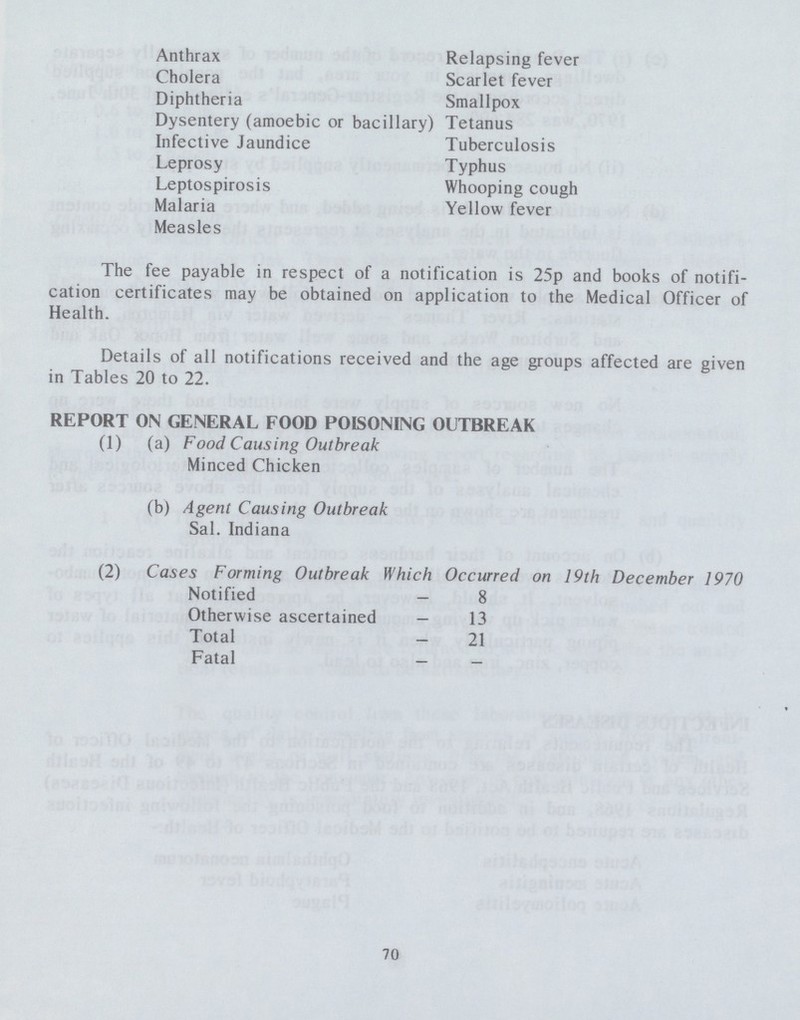 Anthrax Relapsing fever
Cholera Scarlet fever
Diphtheria Smallpox
Dysentery (amoebic or bacillary) Tetanus
Infective Jaundice Tuberculosis
Leprosy Typhus
Leptospirosis Whooping cough
Malaria Yellow fever
Measles
The fee payable in respect of a notification is 25p and books of notifi-
cation certificates may be obtained on application to the Medical Officer of
Health.
Details of all notifications received and the age groups affected are given
in Tables 20 to 22.
REPORT ON GENERAL FOOD POISONING OUTBREAK
(1) (a) Food Causing Outbreak
Minced Chicken
(b) Agent Causing Outbreak
Sal. Indiana
(2) Cases Forming Outbreak Which Occurred on 19th December 1970
Notified – 8
Otherwise ascertained – 13
Total – 21
Fatal – –
70